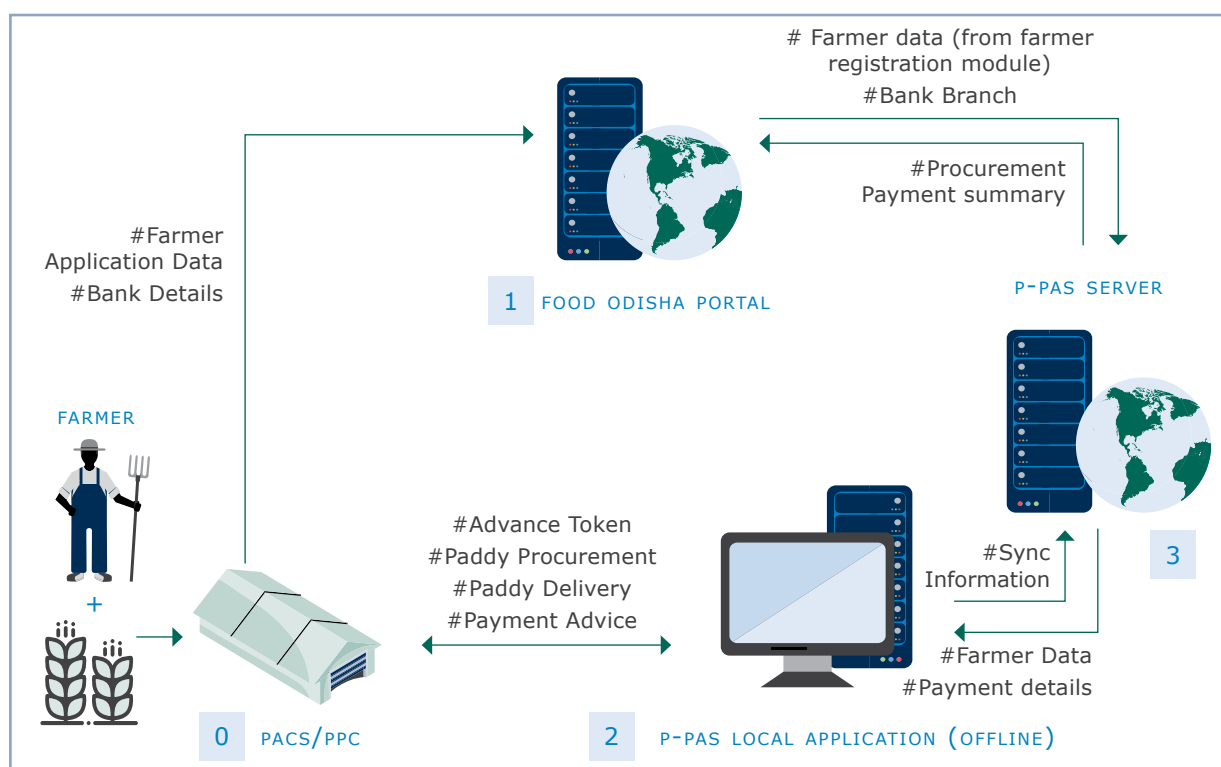 # Farmer data (from farmer
registration module)
#Bank Branch
#Procurement
Payment summary
#Farmer
Application Data
#Bank Details
1 FOOD ODISHA PORTAL
P-PAS SERVER
FARMER
+
#Advance Token
#Paddy Procurement
#Paddy Delivery
#Payment Advice
#Sync
Information
3
#Farmer Data
#Payment details
0 PACS/PPC
2 P-PAS LOCAL APPLICATION (OFFLINE)